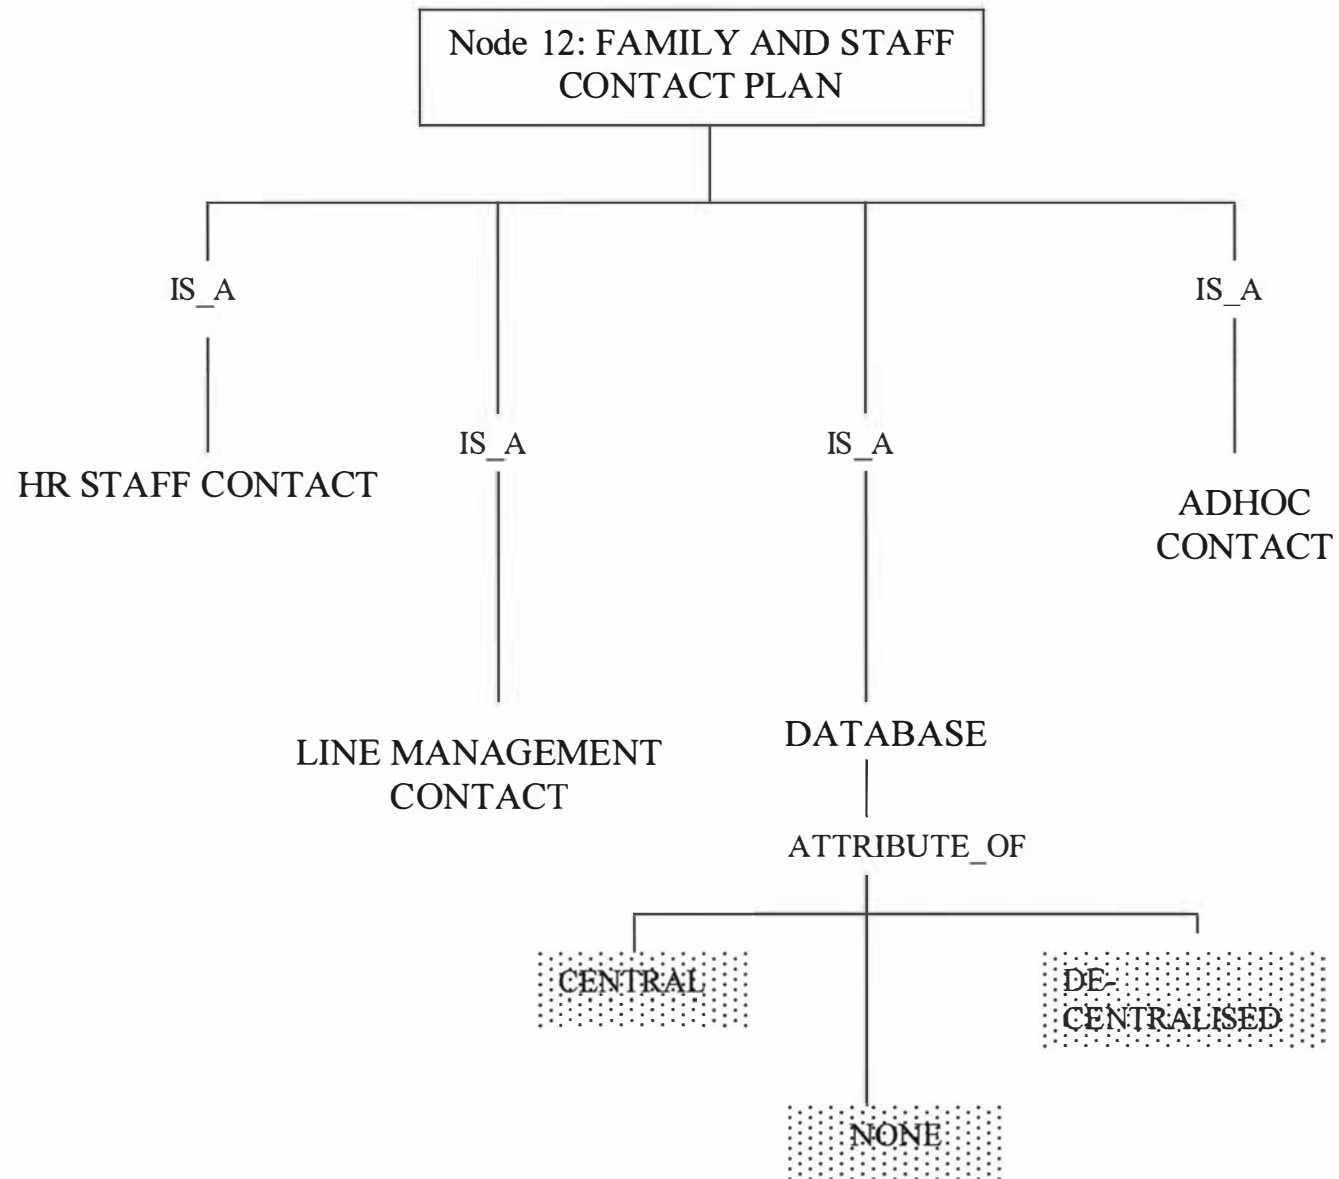 Node 12: FAMILY AND STAFF
CONTACT PLAN
IS_A
IS_A
IS_A
IS_A
HR STAFF CONTACT
ADHOC
CONTACT
LINE MANAGEMENT
CONTACT
DATABASE
ATTRIBUTE_OF
CENTRAL
DE-
CENTRALISED
NONE